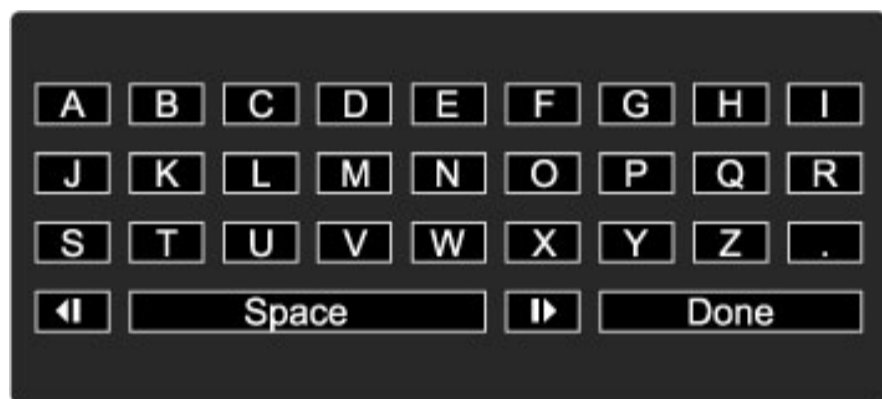 A B C D E F G H I
J K L M N O P Q R
S T U V W X Y Z .
Space Done